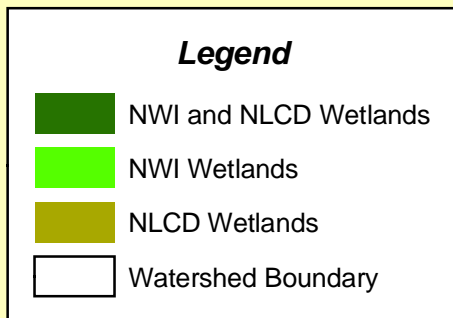 Legend
NWI and NLCD Wetlands
NWI Wetlands
NLCD Wetlands
Watershed Boundary